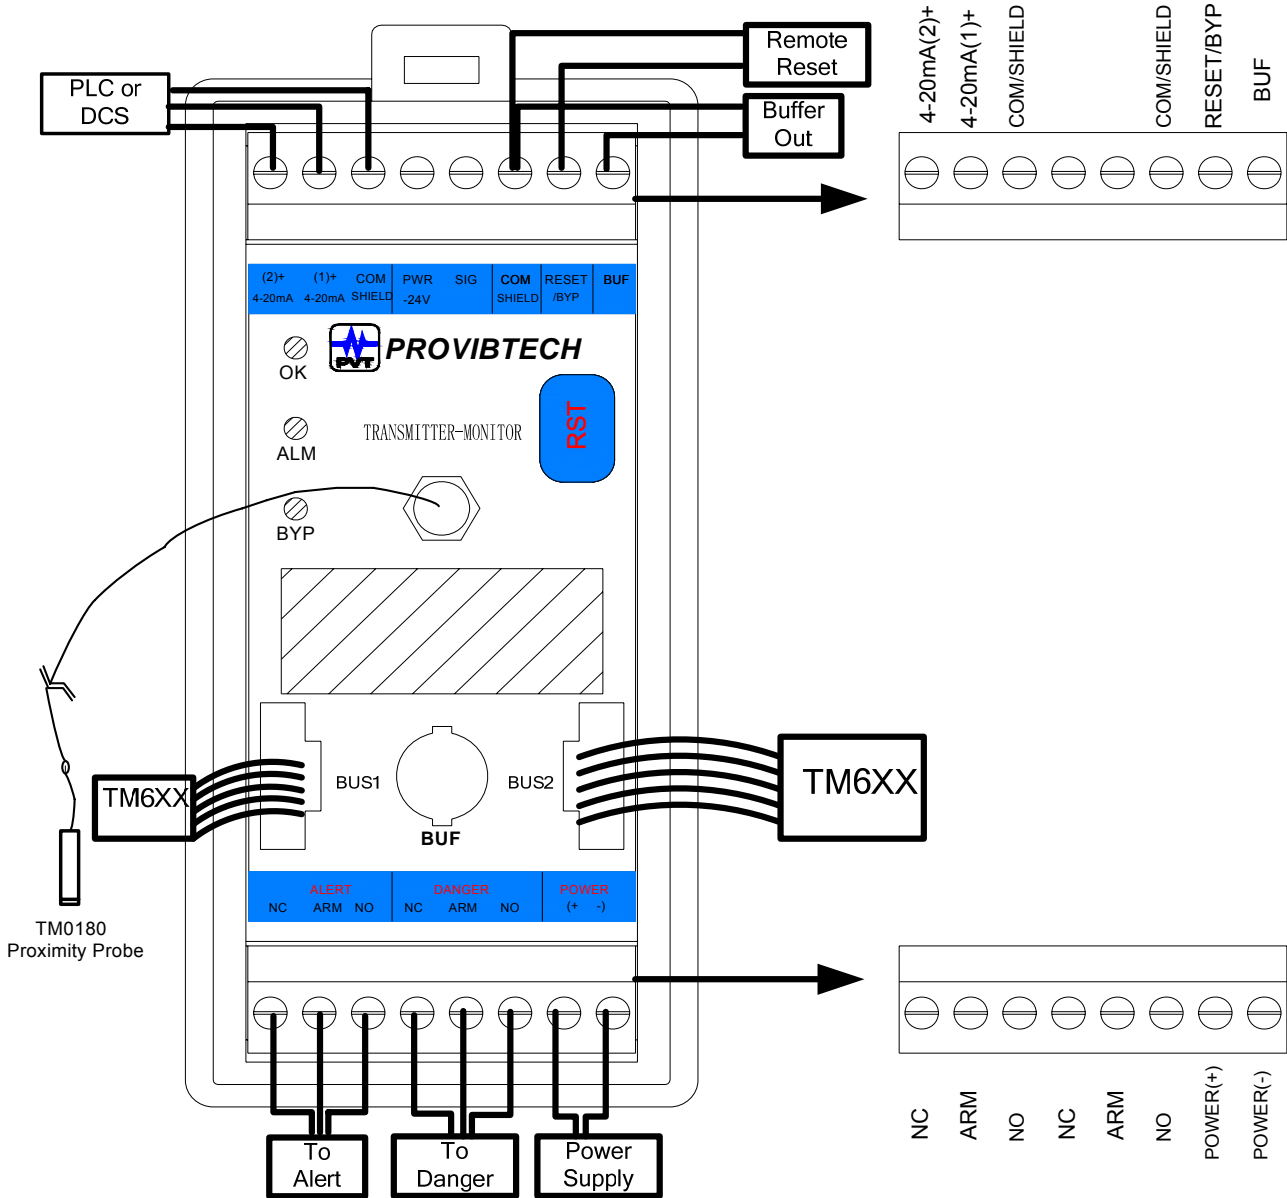 PLC or
DCS
Remote
Reset
Buffer
Out
4-20mA(2)+
4-20mA(1)+
COM/SHIELD
COM/SHIELD
RESET/BYP
BUF
(2)+ (1)+ COM PWR SIG COM RESET BUF
4-20mA 4-20mA SHIELD -24V SHIELD /BYP
PVT
PROVIBTECH
OK
RST
TRANSMITTER-MONITOR
ALM
BYP
TM6XX
BUS1
BUS2
TM6XX
BUF
ALERT DANGER POWER
NC ARM NO NC ARM NO (+ -)
TM0180
Proximity Probe
NC
ARM
NO
NC
ARM
NO
POWER(+)
POWER(-)
To
Alert
To
Danger
Power
Supply